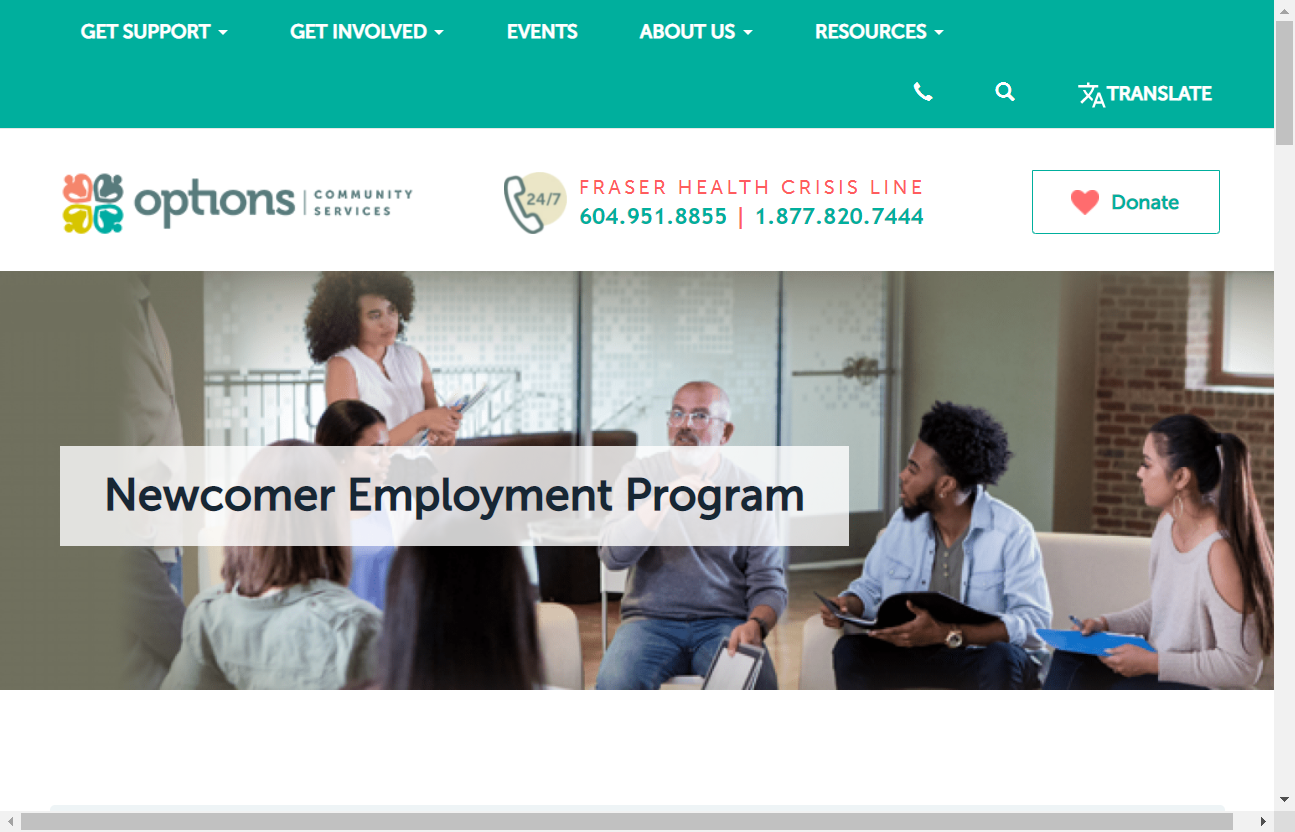 GET SUPPORT
GET INVOLVED
EVENTS
ABOUT US
RESOURCES
TRANSLATE
options
COMMUNITY
SERVICES
24/7
FRASER HEALTH CRISIS LINE
604.951.8855 | 1.877.820.7444
Donate
Newcomer Employment Program